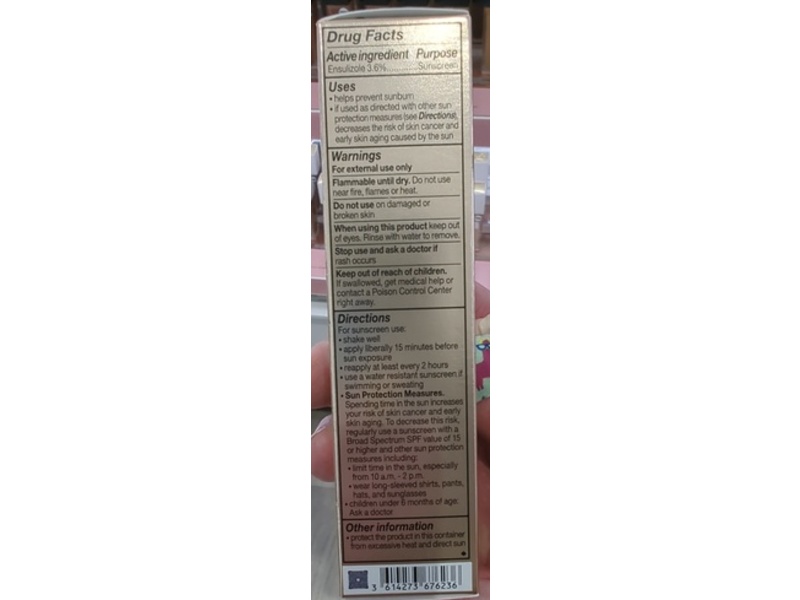 Drug Facts
Active ingredient Purpose
Ensulizole 3.6%............Sunscreen
Uses
• helps prevent sunburn
• if used as directed with other sun
protection measures (see Directions),
decreases the risk of skin cancer and
early skin aging caused by the sun
Warnings
For external use only
Flammable until dry. Do not use
near fire, flames or heat.
Do not use on damaged or
broken skin
When using this product keep out
of eyes. Rinse with water to remove.
Stop use and ask a doctor if
rash occurs
Keep out of reach of children.
If swallowed, get medical help or
contact a Poison Control Center
right away.
Directions
For sunscreen use:
• shake well
• apply liberally 15 minutes before
sun exposure
• reapply at least every 2 hours
• use a water resistant sunscreen if
swimming or sweating
• Sun Protection Measures.
Spending time in the sun increases
your risk of skin cancer and early
skin aging. To decrease this risk,
regularly use a sunscreen with a
Broad Spectrum SPF value of 15
or higher and other sun protection
measures including:
• limit time in the sun, especially
from 10 a.m. - 2 p.m.
• wear long-sleeved shirts, pants,
hats, and sunglasses
• children under 6 months of age:
Ask a doctor
Other information
• protect the product in this container
from excessive heat and direct sun
3 614273 676236